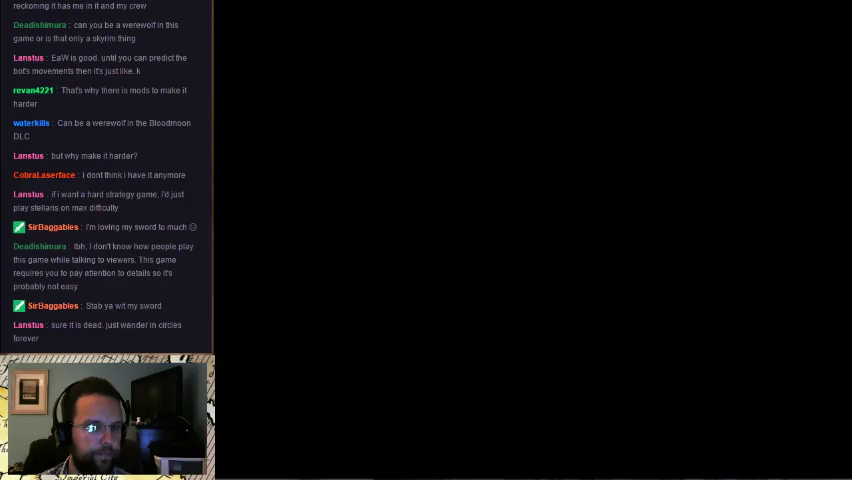 reckoning it has me in it and my crew
Deadishimura : can you be a werewolf in this
game or is that only a skyrim thing
Lanstus : EaW is good. until you can predict the
bot's movements then it's just like. k
revan4221 : That's why there is mods to make it
harder
waterkilis : Can be a werewolf in the Bloodmoon
DLC
Lanstus : but why make it harder?
CobraLaserface : I dont think i have it anymore
Lanstus : if i want a hard strategy game, i'd just
play stellaris on max difficulty
SirBaggables : I'm loving my sword to much
Deadishimura : tbh, I don't know how people play
this game while talking to viewers. This game
requires you to pay attention to details so it's
probably not easy
SirBaggables : Stab ya wit my sword
Lanstus : sure it is dead. just wander in circles
forever
Imperial City